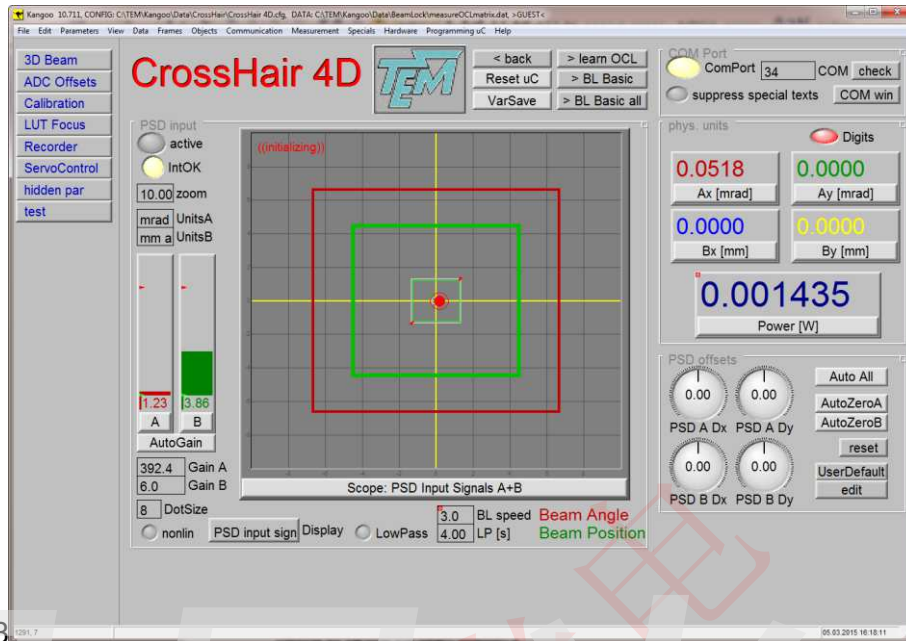 Kangoo 10.711, CONFIG: C:\TEM\Kangoo\Data\CrossHair\CrossHair 4D.cfg, DATA: C:\TEM\Kangoo\Data\BeamLock\measureOCLmatrix.dat, >GUEST<
File Edit Parameters View Data Frames Objects Communication Measurement Specials Hardware Programming uC Help
3D Beam
ADC Offsets
Calibration
LUT Focus
Recorder
ServoControl
hidden par
test
CrossHair 4D
TEM
< back
> learn OCL
Reset uC
> BL Basic
VarSave
> BL Basic all
COM Port
ComPort 34 COM check
suppress special texts COM win
PSD input
active
IntOK
10.00 zoom
mrad UnitsA
mm a UnitsB
1.23 3.86
A B
AutoGain
392.4 Gain A
6.0 Gain B
8 DotSize
nonlin PSD input sign Display LowPass
((initializing))
Scope: PSD Input Signals A+B
3.0 BL speed Beam Angle
4.00 LP [s] Beam Position
phys. units
Digits
0.0518 0.0000
Ax [mrad] Ay [mrad]
0.0000 0.0000
Bx [mm] By [mm]
0.001435
Power [W]
PSD offsets
0.00 0.00
PSD A Dx PSD A Dy
0.00 0.00
PSD B Dx PSD B Dy
Auto All
AutoZeroA
AutoZeroB
reset
UserDefault
edit
1291, 7
05.03.2015 16:18:11